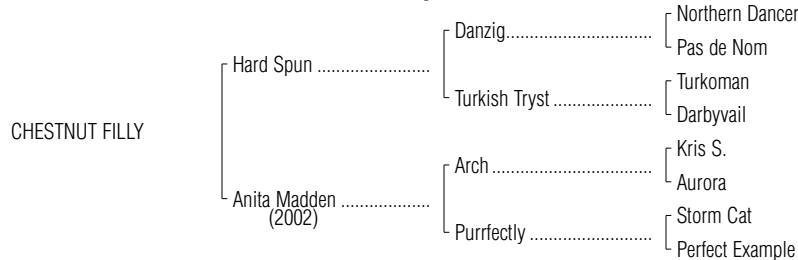 Northern Dancer
Danzig..............................
Pas de Nom
Hard Spun ........................
Turkoman
Turkish Tryst ....................
Darbyvail
CHESTNUT FILLY
Kris S.
Arch .................................
Aurora
Anita Madden ...................
(2002)
Storm Cat
Purrfectly .........................
Perfect Example